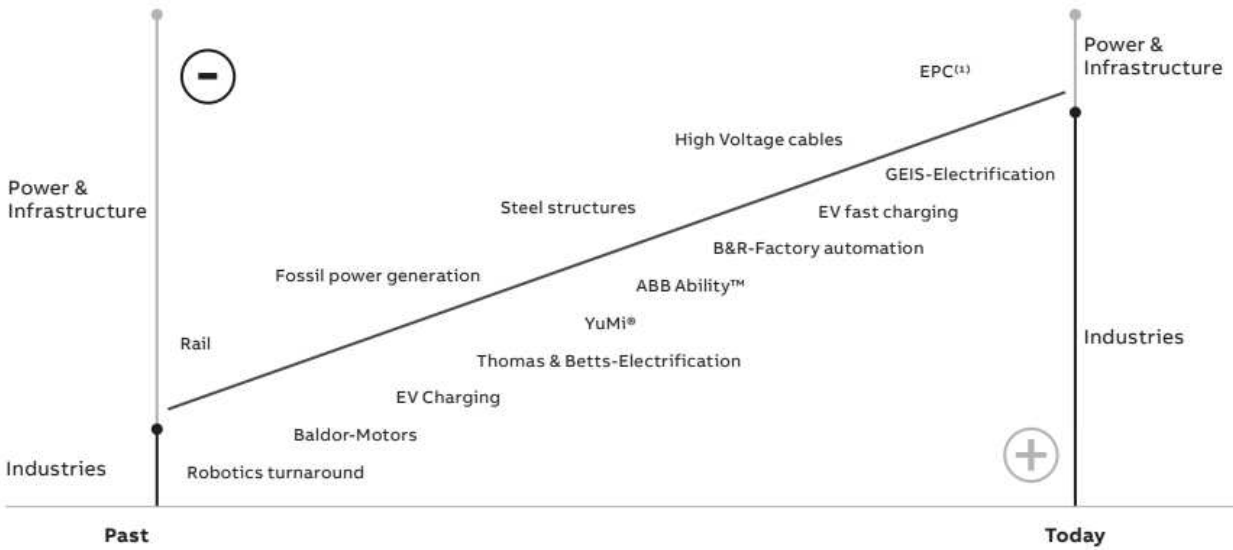 Power &
Infrastructure
-
EPC⁽¹⁾
Power &
Infrastructure
High Voltage cables
GEIS-Electrification
Power &
Infrastructure
Steel structures
EV fast charging
B&R-Factory automation
Fossil power generation
ABB Ability™
YuMi®
Rail
Industries
Thomas & Betts-Electrification
EV Charging
Baldor-Motors
+
Industries
Robotics turnaround
Past
Today